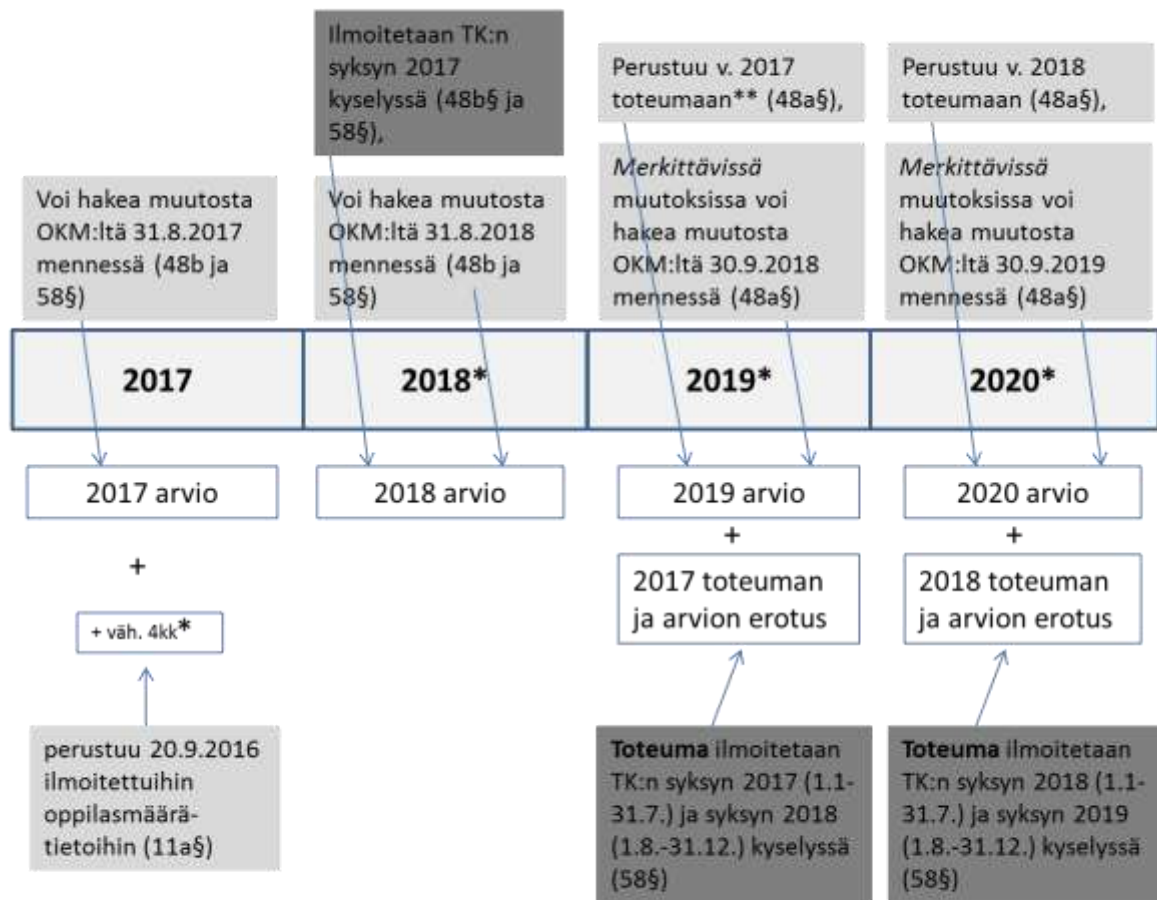 Ilmoitetaan TK:n
syksyn 2017
kyselyssä (48b§ ja
58§),
Perustuu v. 2017
toteumaan** (48a§),
Perustuu v. 2018
toteumaan (48a§),
Voi hakea muutosta
OKM:ltä 31.8.2017
mennessä (48b ja
58§)
Voi hakea muutosta
OKM:ltä 31.8.2018
mennessä (48b ja
58§)
Merkittävissä
muutoksissa voi
hakea muutosta
OKM:ltä 30.9.2018
mennessä (48a§)
Merkittävissä
muutoksissa voi
hakea muutosta
OKM:ltä 30.9.2019
mennessä (48a§)
2017
2018*
2019*
2020*
2017 arvio
2018 arvio
2019 arvio
2020 arvio
+
+
+
+ väh. 4kk*
2017 toteuman
ja arvion erotus
2018 toteuman
ja arvion erotus
perustuu 20.9.2016
ilmoitettuihin
oppilasmäärä-
tietoihin (11a§)
Toteuma ilmoitetaan
TK:n syksyn 2017 (1.1-
31.7.) ja syksyn 2018
(1.8.-31.12.) kyselyssä
(58§)
Toteuma ilmoitetaan
TK:n syksyn 2018 (1.1-
31.7.) ja syksyn 2019
(1.8.-31.12.) kyselyssä
(58§)